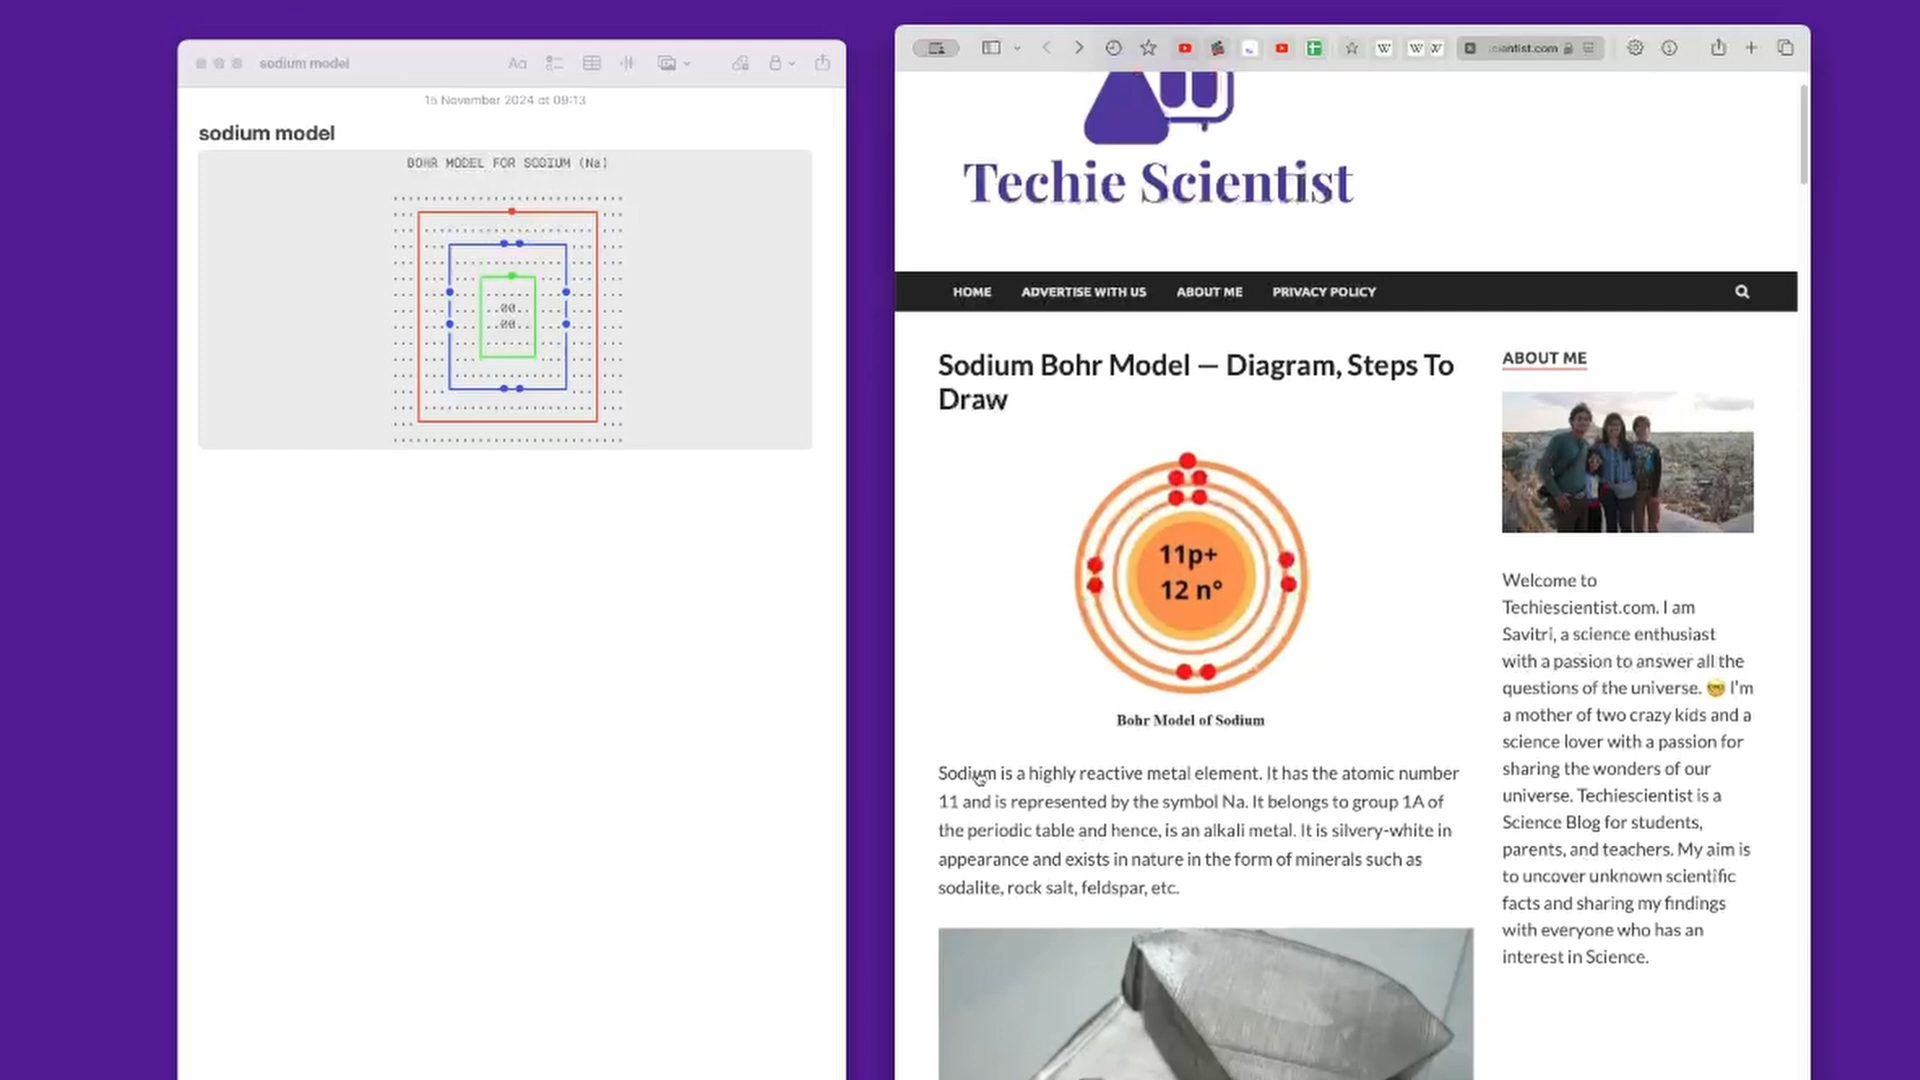 sodium model
Aa
15 November 2024 at 09:13
sodium model
BOHR MODEL FOR SODIUM (Na)
00
00
Techie Scientist
HOME ADVERTISE WITH US ABOUT ME PRIVACY POLICY
Sodium Bohr Model — Diagram, Steps To
Draw
11p+
12 n°
Bohr Model of Sodium
Sodium is a highly reactive metal element. It has the atomic number
11 and is represented by the symbol Na. It belongs to group 1A of
the periodic table and hence, is an alkali metal. It is silvery-white in
appearance and exists in nature in the form of minerals such as
sodalite, rock salt, feldspar, etc.
ABOUT ME
Welcome to
Techiescientist.com. I am
Savitri, a science enthusiast
with a passion to answer all the
questions of the universe. 🤓 I'm
a mother of two crazy kids and a
science lover with a passion for
sharing the wonders of our
universe. Techiescientist is a
Science Blog for students,
parents, and teachers. My aim is
to uncover unknown scientific
facts and sharing my findings
with everyone who has an
interest in Science.